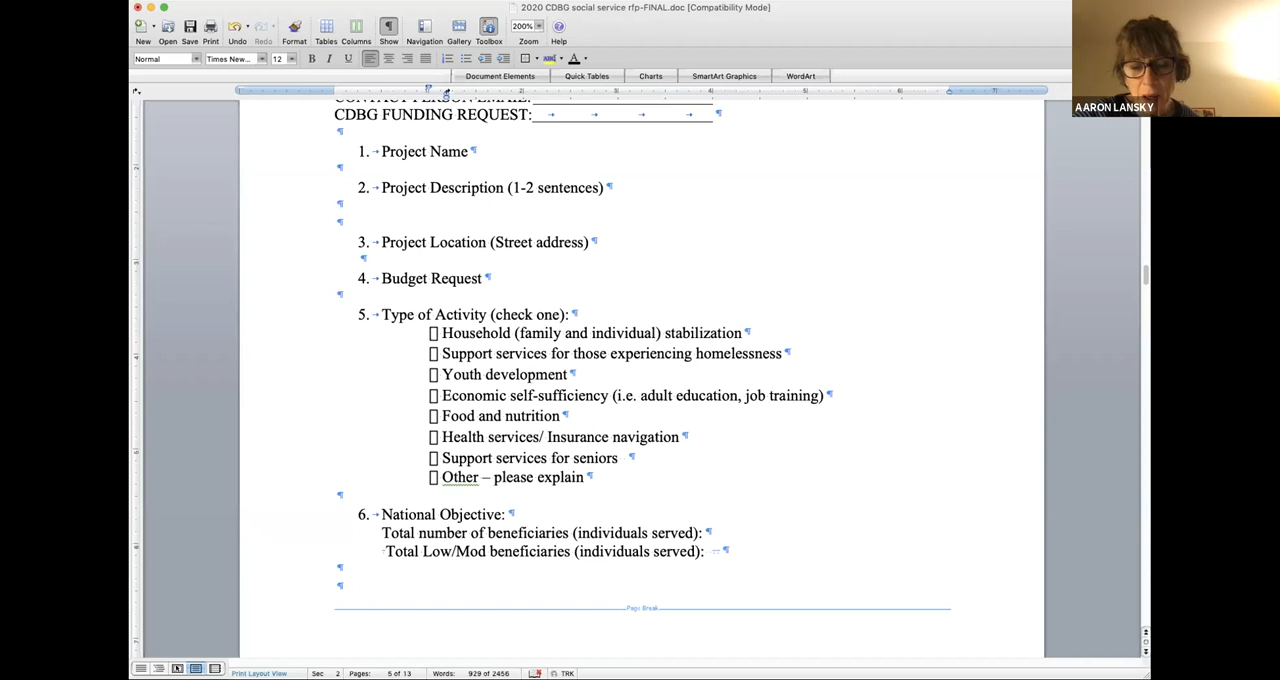 2020 CDBG social service rfp-FINAL.doc [Compatibility Mode]
New Open Save Print Undo Redo Format Tables Columns Show Navigation Gallery Toolbox Zoom Help
200%
Normal Times New... 12 B I U
Document Elements Quick Tables Charts SmartArt Graphics WordArt
AARON LANSKY
CONTACT PERSON EMAIL:
CDBG FUNDING REQUEST:
1. Project Name
2. Project Description (1-2 sentences)
3. Project Location (Street address)
4. Budget Request
5. Type of Activity (check one):
Household (family and individual) stabilization
Support services for those experiencing homelessness
Youth development
Economic self-sufficiency (i.e. adult education, job training)
Food and nutrition
Health services/ Insurance navigation
Support services for seniors
Other – please explain
6. National Objective:
Total number of beneficiaries (individuals served):
Total Low/Mod beneficiaries (individuals served):
Page Break
Print Layout View Sec 2 Pages: 5 of 13 Words: 929 of 2456 TRK